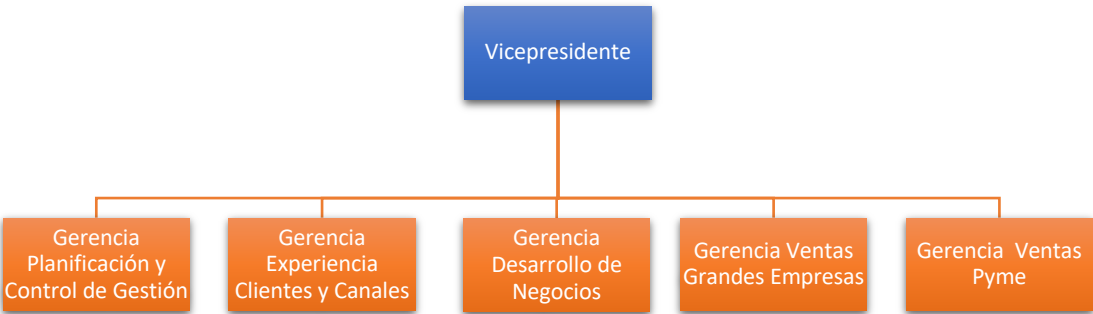 Vicepresidente
Gerencia
Planificación y
Control de Gestión
Gerencia
Experiencia
Clientes y Canales
Gerencia
Desarrollo de
Negocios
Gerencia Ventas
Grandes Empresas
Gerencia  Ventas
Pyme